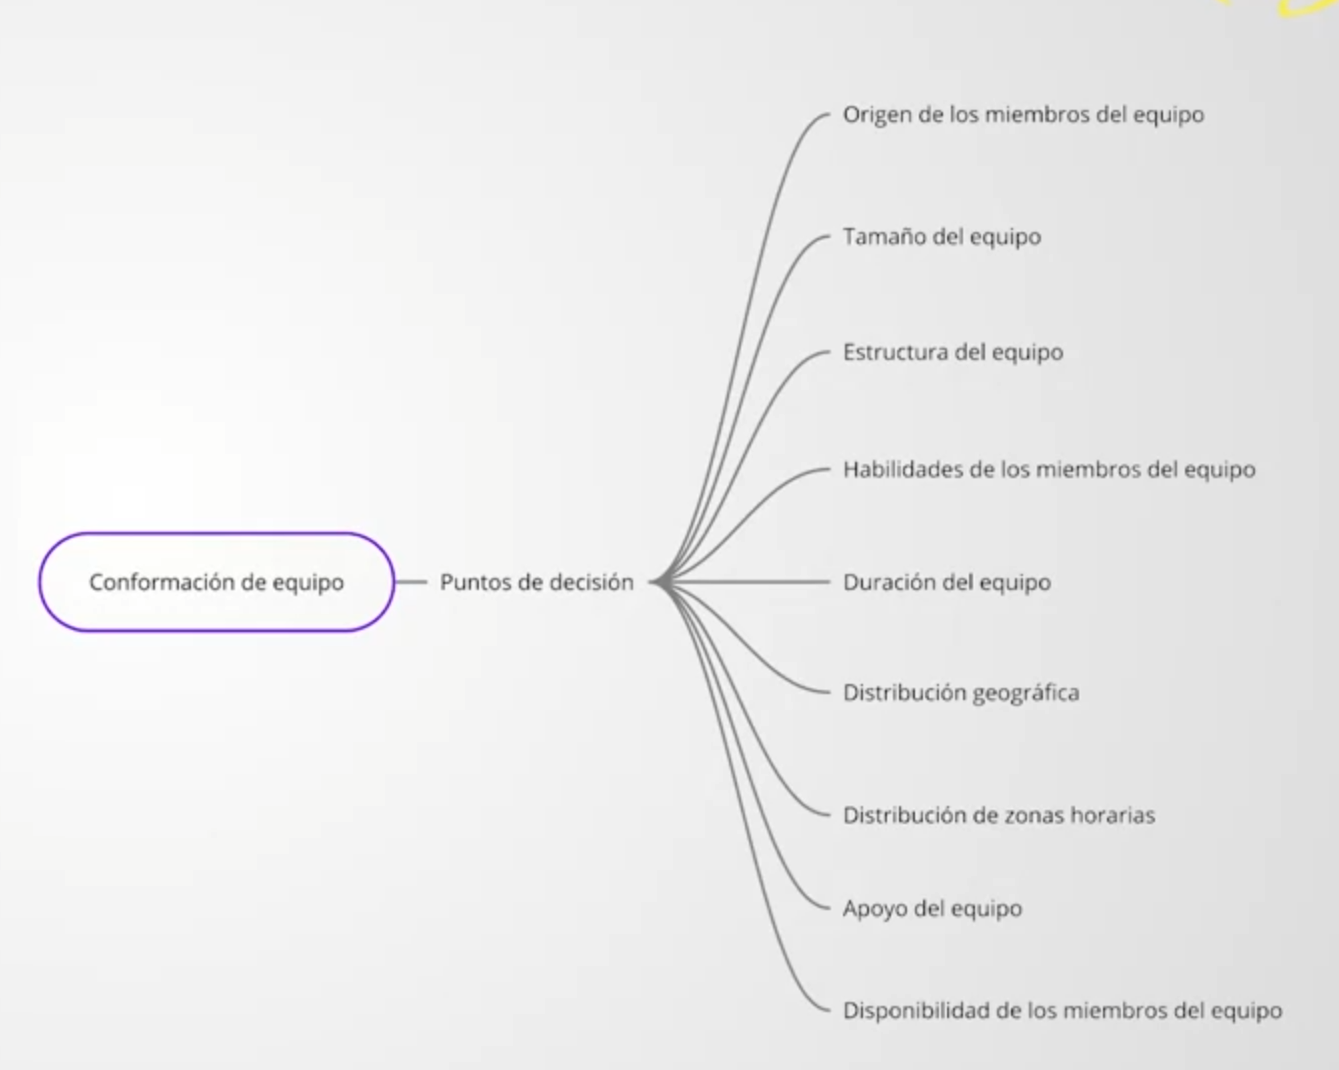 Origen de los miembros del equipo
Tamaño del equipo
Estructura del equipo
Habilidades de los miembros del equipo
Conformación de equipo
Puntos de decisión
Duración del equipo
Distribución geográfica
Distribución de zonas horarias
Apoyo del equipo
Disponibilidad de los miembros del equipo